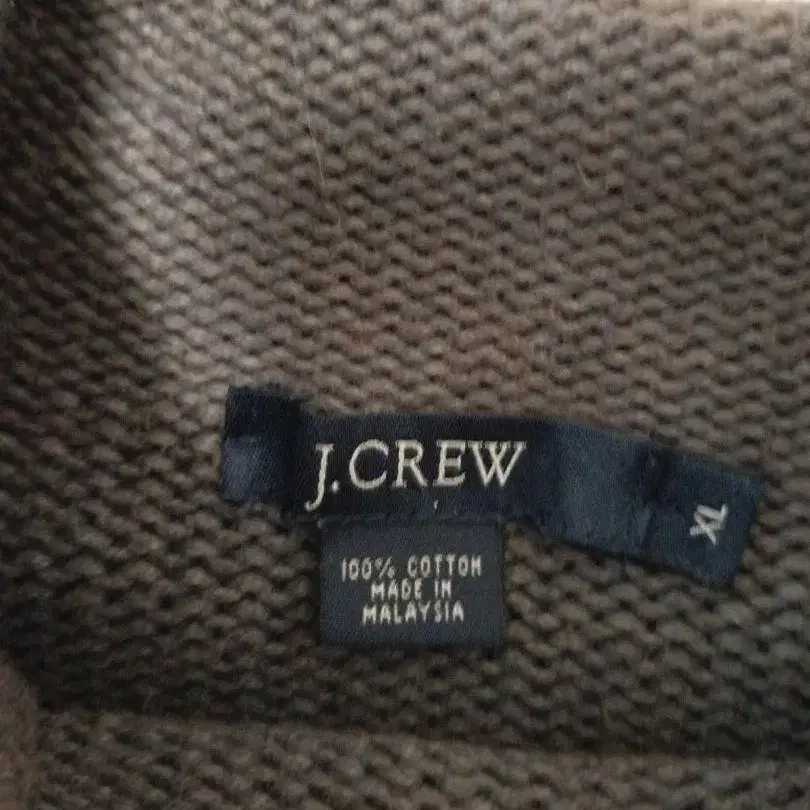 J.CREW
XL
100% COTTON
MADE IN
MALAYSIA